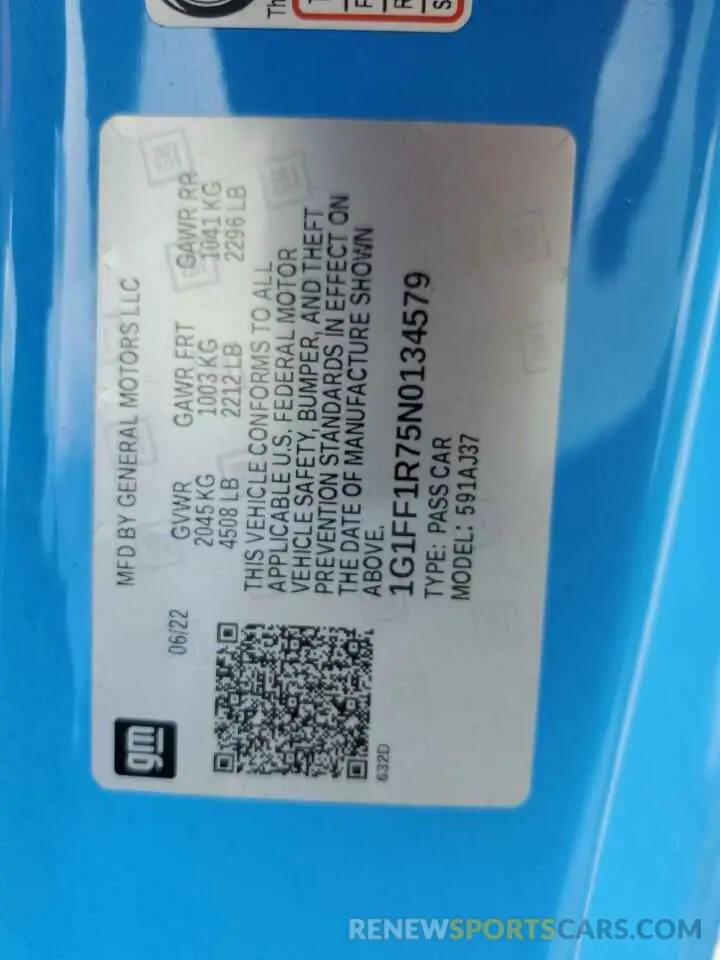 MFD BY GENERAL MOTORS LLC
06/22
GVWR GAWR FRT GAWR RR
2045 KG 1003 KG 1041 KG
4508 LB 2212 LB 2296 LB
THIS VEHICLE CONFORMS TO ALL
APPLICABLE U.S. FEDERAL MOTOR
VEHICLE SAFETY, BUMPER, AND THEFT
PREVENTION STANDARDS IN EFFECT ON
THE DATE OF MANUFACTURE SHOWN
ABOVE.
1G1FF1R75N0134579
TYPE: PASS CAR
MODEL: 591AJ37
gm
632D
RENEWSPORTSCARS.COM